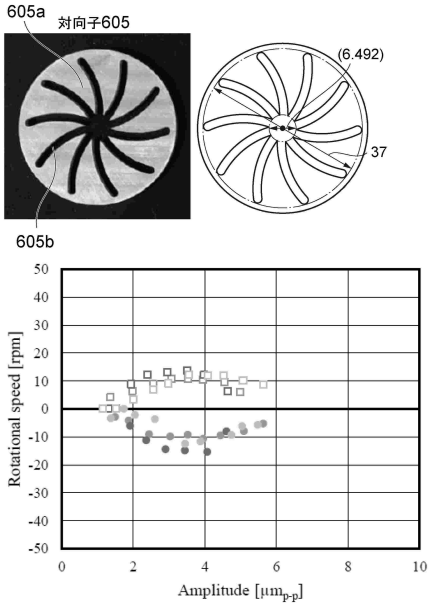 605a
対向子605
605b
(6.492)
37
50
40
30
20
10
0
-10
-20
-30
-40
-50
Rotational speed [rpm]
0 2 4 6 8 10
Amplitude [μmp-p]